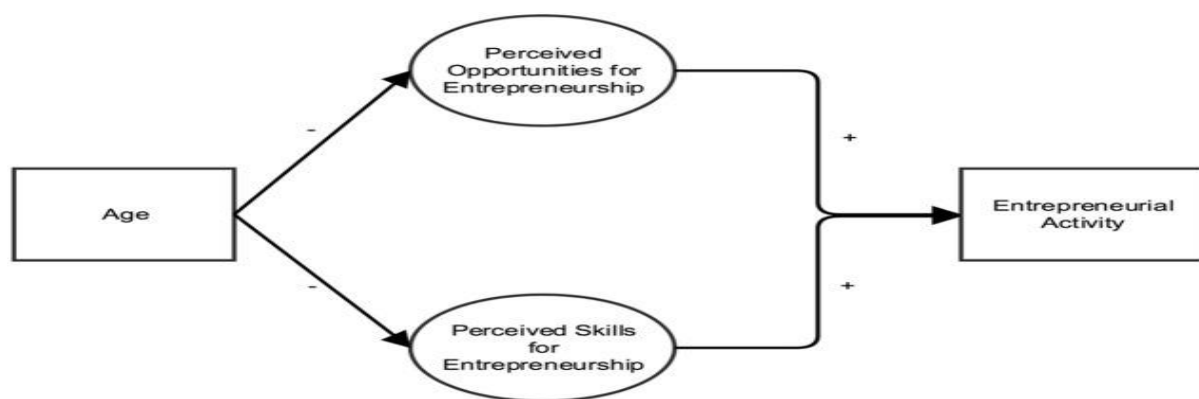 Perceived
Opportunities for
Entrepreneurship
-
+
Age
Entrepreneurial
Activity
-
+
Perceived Skills
for
Entrepreneurship